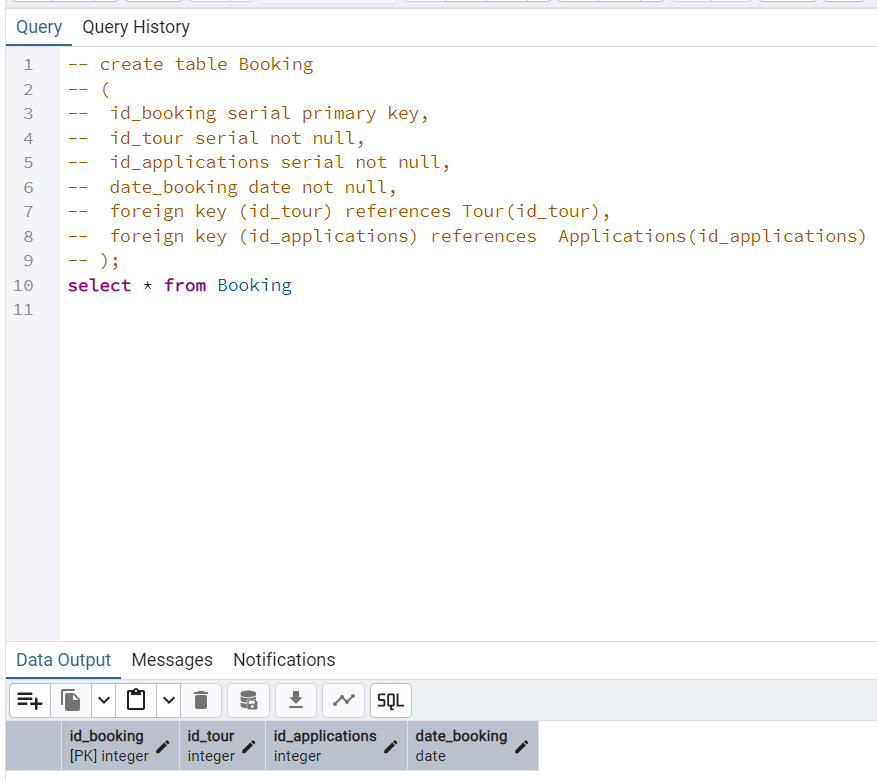 Query Query History
1 -- create table Booking
2 -- (
3 --  id_booking serial primary key,
4 --  id_tour serial not null,
5 --  id_applications serial not null,
6 --  date_booking date not null,
7 --  foreign key (id_tour) references Tour(id_tour),
8 --  foreign key (id_applications) references  Applications(id_applications)
9 -- );
10 select * from Booking
11
Data Output Messages Notifications
SQL
id_booking id_tour id_applications date_booking
[PK] integer integer integer date